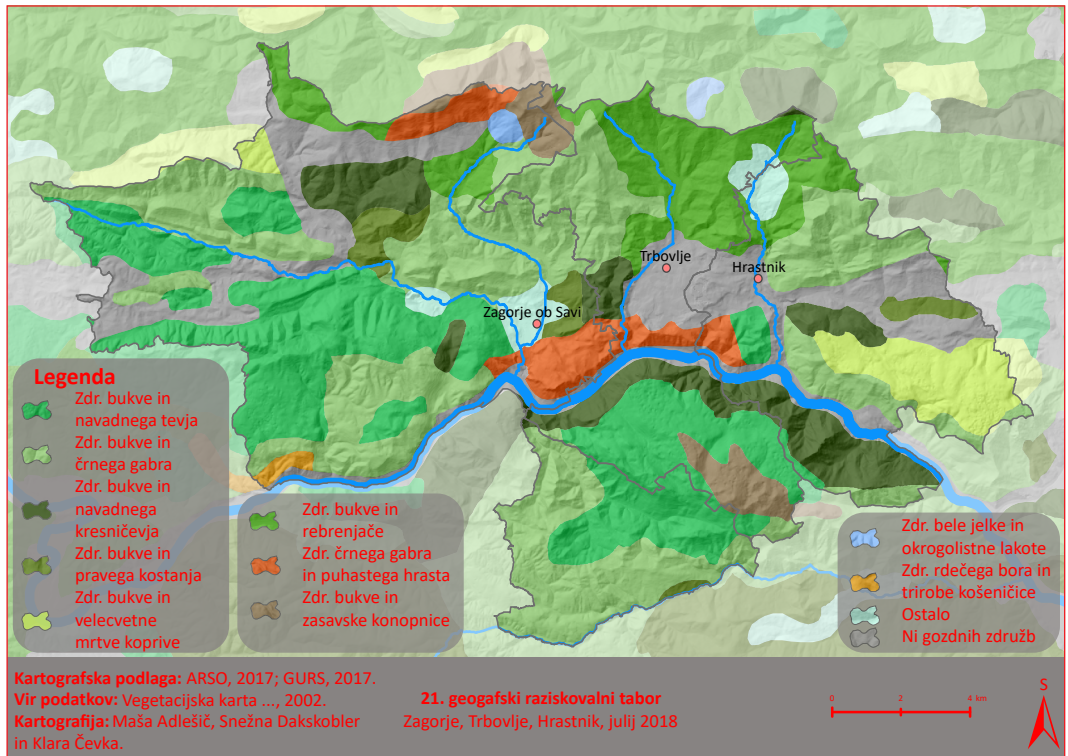 Trbovlje
Hrastnik
Zagorje ob Savi
Legenda
Zdr. bukve in
navadnega tevja
Zdr. bukve in
črnega gabra
Zdr. bukve in
navadnega
kresničevja
Zdr. bukve in
pravega kostanja
Zdr. bukve in
velecvetne
mrtve koprive
Zdr. bukve in
rebrenjače
Zdr. črnega gabra
in puhastega hrasta
Zdr. bukve in
zasavske konopnice
Zdr. bele jelke in
okrogolistne lakote
Zdr. rdečega bora in
trirobe košeničice
Ostalo
Ni gozdnih združb
Kartografska podlaga: ARSO, 2017; GURS, 2017.
Vir podatkov: Vegetacijska karta ..., 2002.
Kartografija: Maša Adlešič, Snežna Dakskobler
in Klara Čevka.
21. geografski raziskovalni tabor
Zagorje, Trbovlje, Hrastnik, julij 2018
0 2 4 km
S